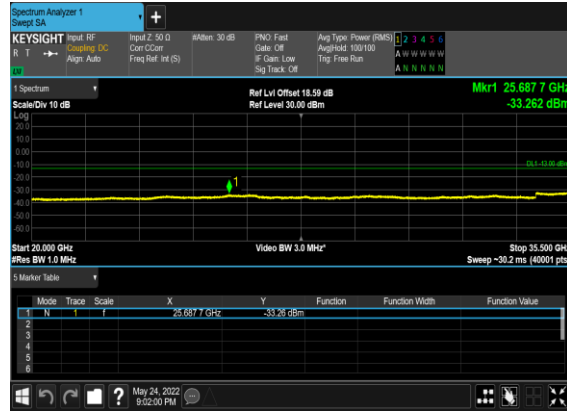 Spectrum Analyzer 1
Swept SA
KEYSIGHT Input: RF Input Z: 50 Ω #Atten: 30 dB PNO: Fast Avg Type: Power (RMS) 1 2 3 4 5 6
R T Coupling: DC Corr CCorr Gate: Off Avg|Hold: 100/100 A W W W W W
Align: Auto Freq Ref: Int (S) IF Gain: Low Trig: Free Run
Sig Track: Off A N N N N N
1 Spectrum Ref Lvl Offset 18.59 dB Mkr1 25.687 7 GHz
Scale/Div 10 dB Ref Level 30.00 dBm -33.262 dBm
Log
20.0
10.0
0.00
-10.0
DL1 -13.00 dBm
-20.0
1
-30.0
-40.0
-50.0
-60.0
Start 20.000 GHz Video BW 3.0 MHz* Stop 35.500 GHz
#Res BW 1.0 MHz Sweep ~30.2 ms (40001 pts)
5 Marker Table
Mode Trace Scale X Y Function Function Width Function Value
1 N 1 f 25.687 7 GHz -33.26 dBm
2
3
4
5
6
? May 24, 2022
9:02:00 PM